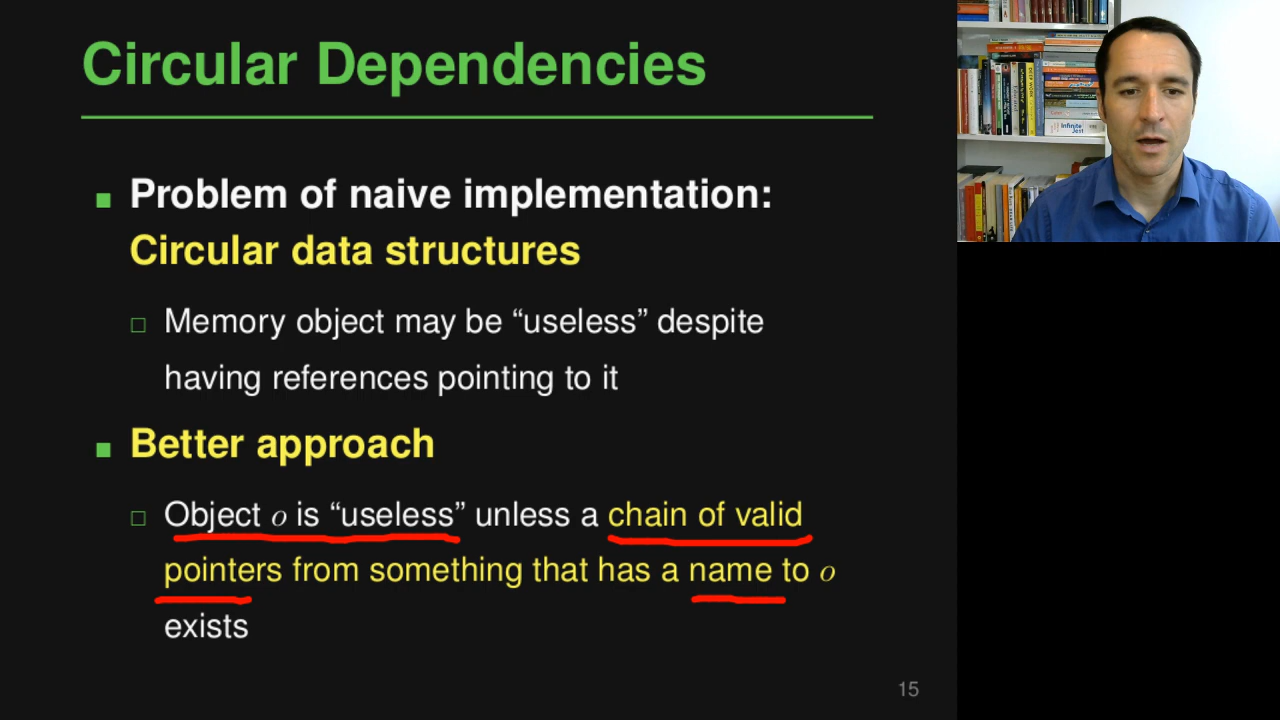 Circular Dependencies
Problem of naive implementation:
Circular data structures
Memory object may be “useless” despite
having references pointing to it
Better approach
Object o is “useless” unless a chain of valid
pointers from something that has a name to o
exists
15
Infinite
Jest